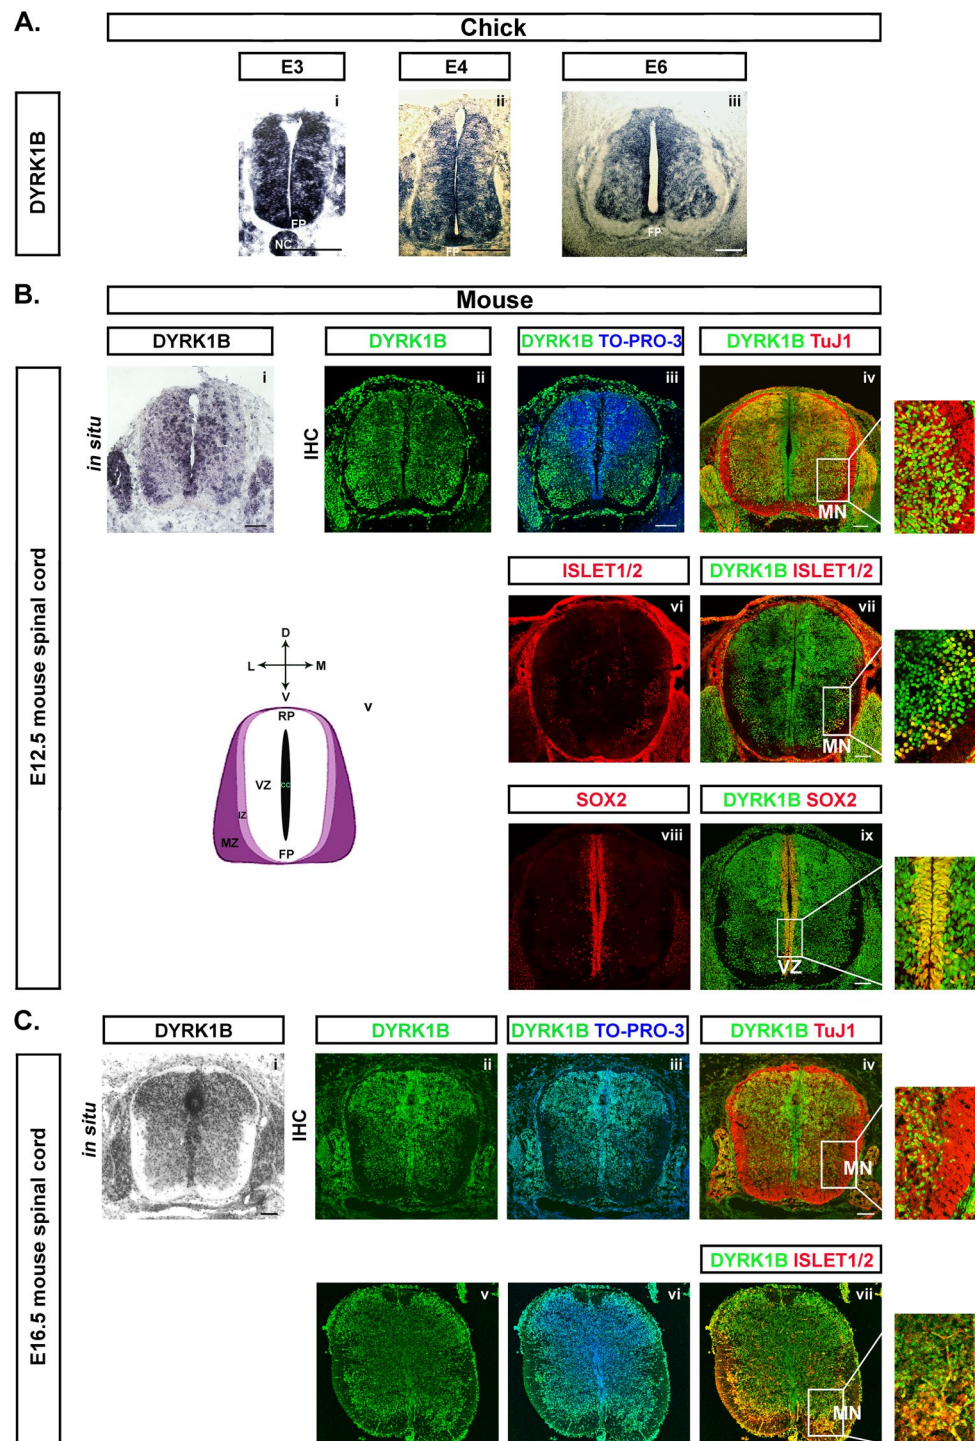 A.
Chick
E3 E4 E6
DYRK1B
i ii iii
FP
NC
FP
FP
B.
Mouse
DYRK1B DYRK1B DYRK1B TO-PRO-3 DYRK1B TuJ1
E12.5 mouse spinal cord
in situ
i
IHC
ii iii iv
MN
ISLET1/2 DYRK1B ISLET1/2
vi vii
MN
D
L M
V
v
RP
VZ CC
IZ
MZ
FP
SOX2 DYRK1B SOX2
viii ix
VZ
C.
DYRK1B DYRK1B DYRK1B TO-PRO-3 DYRK1B TuJ1
E16.5 mouse spinal cord
in situ
i
IHC
ii iii iv
MN
DYRK1B ISLET1/2
v vi vii
MN